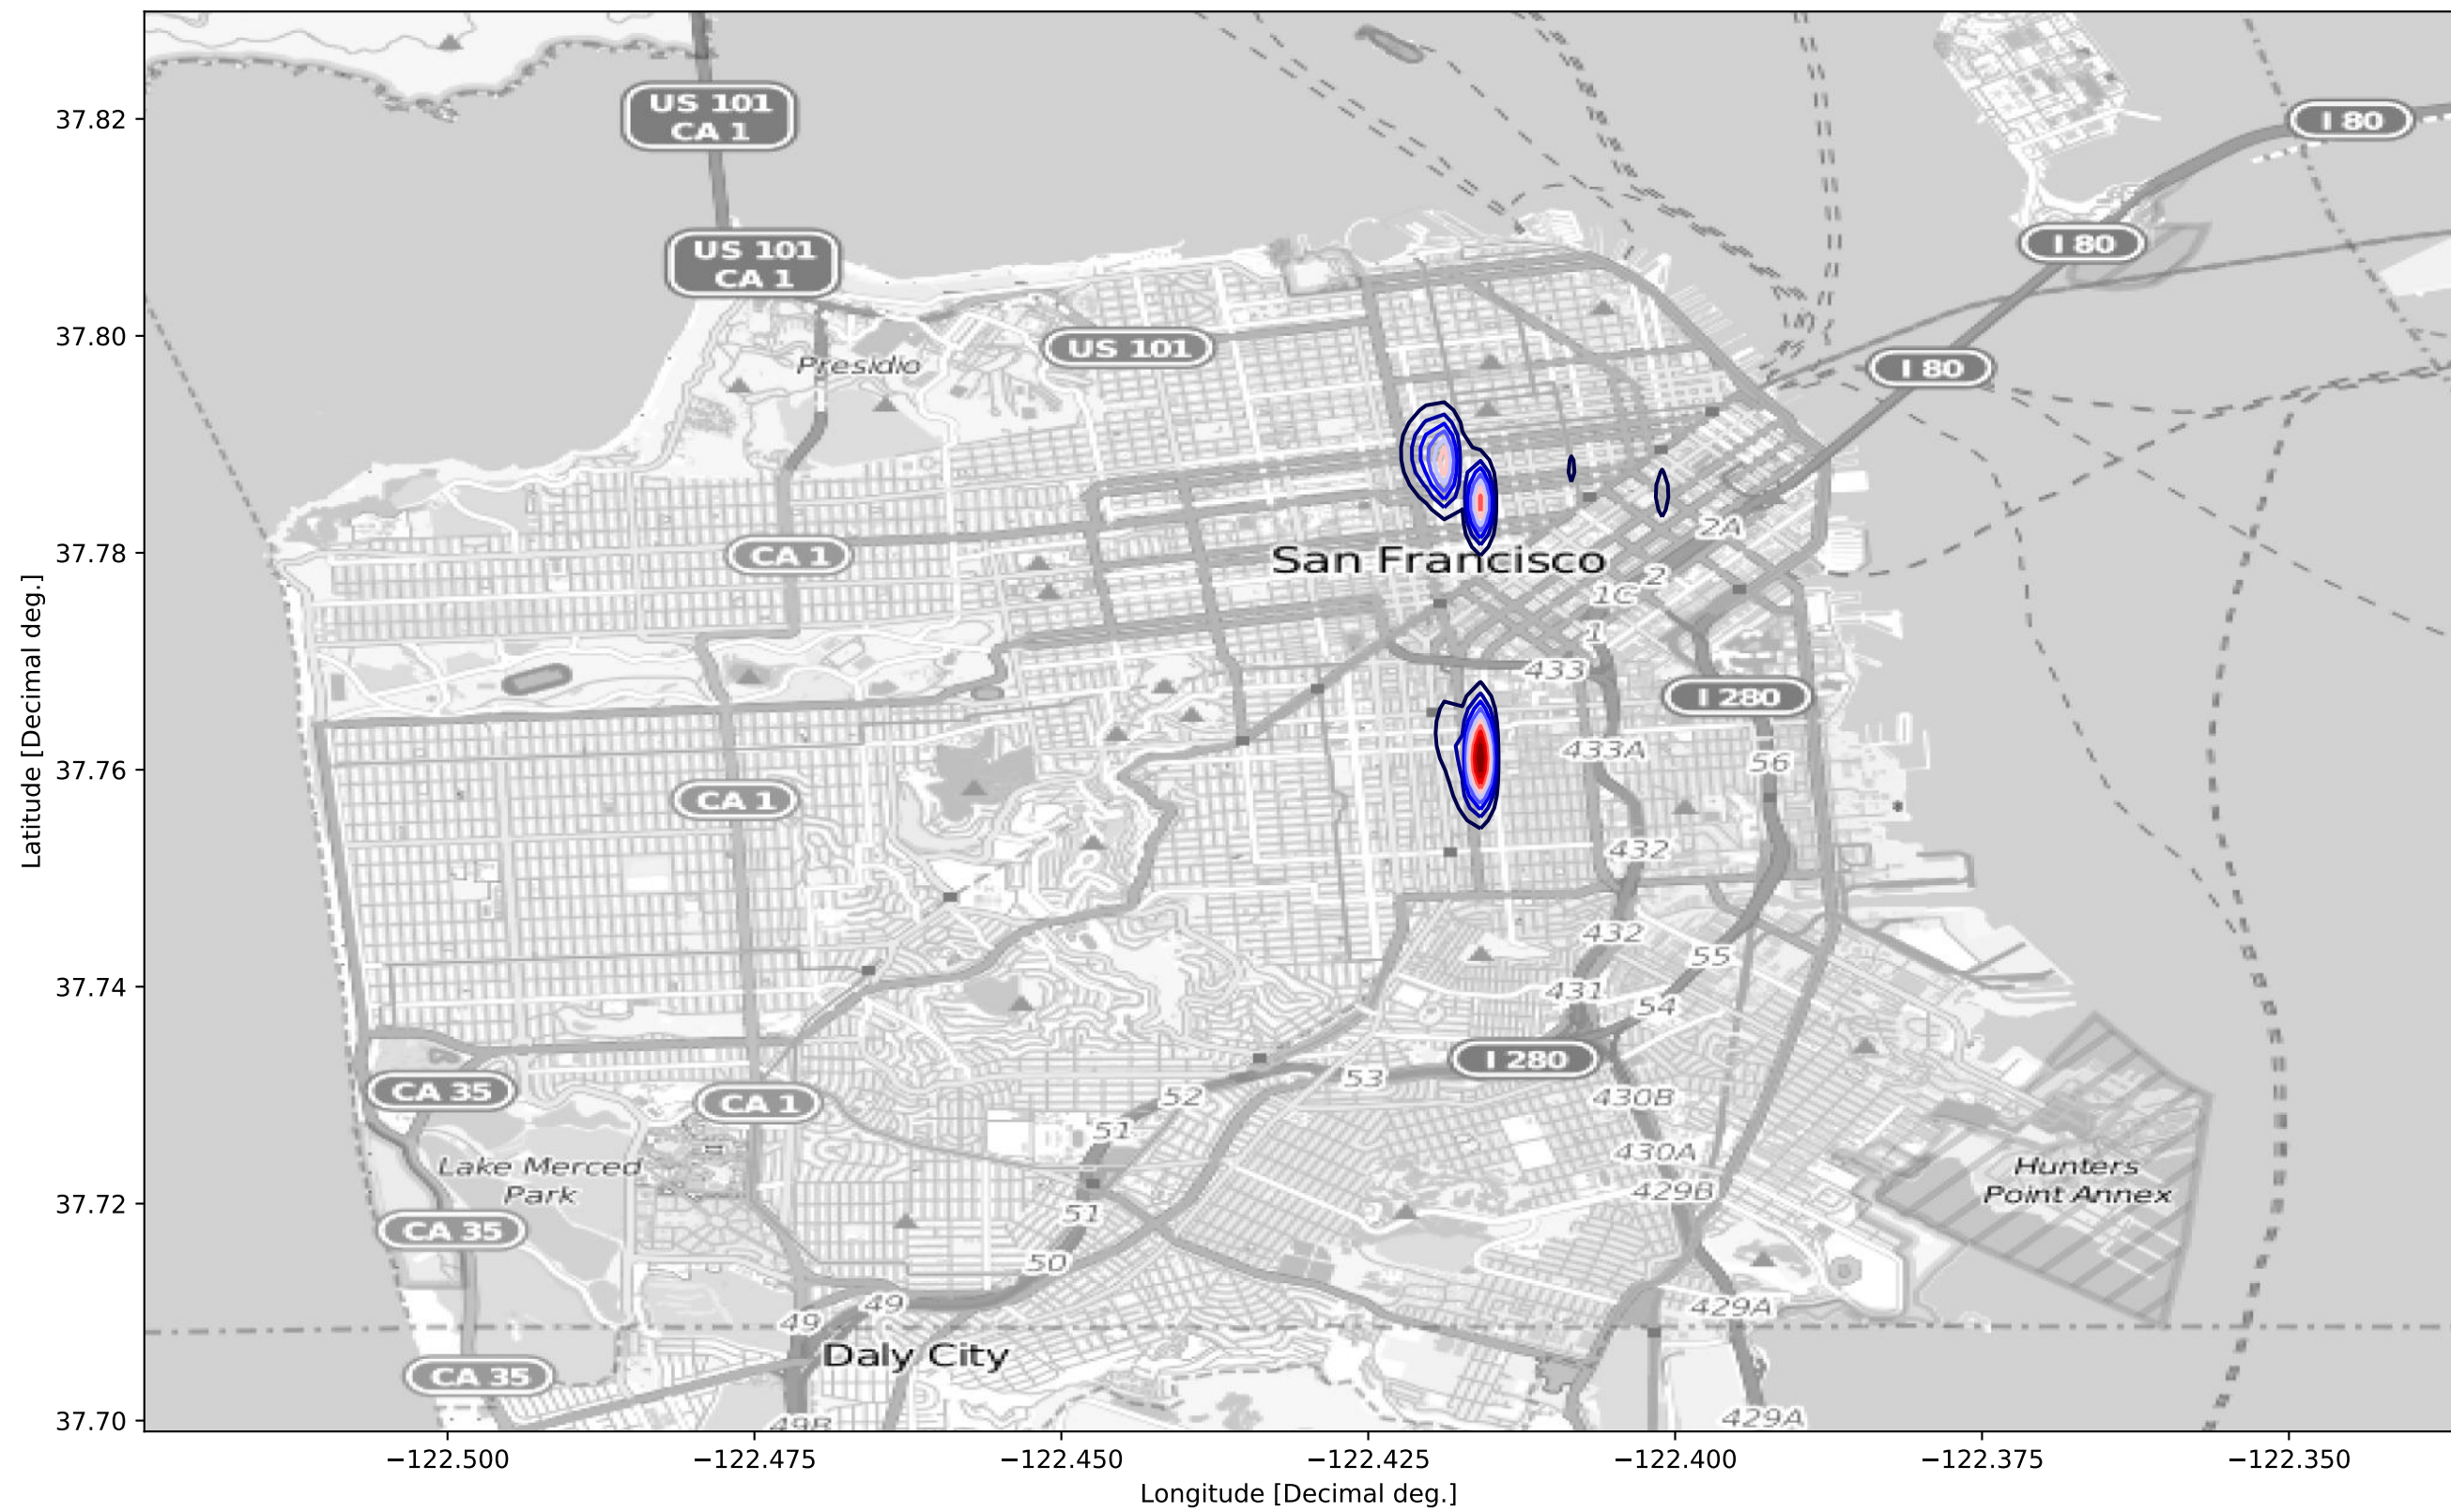 US 101
CA 1
37.82
I 80
I 80
US 101
CA 1
37.80
US 101
Presidio
I 80
2A
37.78
CA 1
San Francisco
2
1C
1
433
I 280
433A
37.76
56
CA 1
432
432
55
37.74
431
54
I 280
53
CA 35
CA 1
52
430B
51
430A
Lake Merced
Park
Hunters
Point Annex
37.72
429B
51
CA 35
50
49
429A
49
Daly City
CA 35
37.70
49B
429A
−122.500
−122.475
−122.450
−122.425
−122.400
−122.375
−122.350
Longitude [Decimal deg.]
Latitude [Decimal deg.]